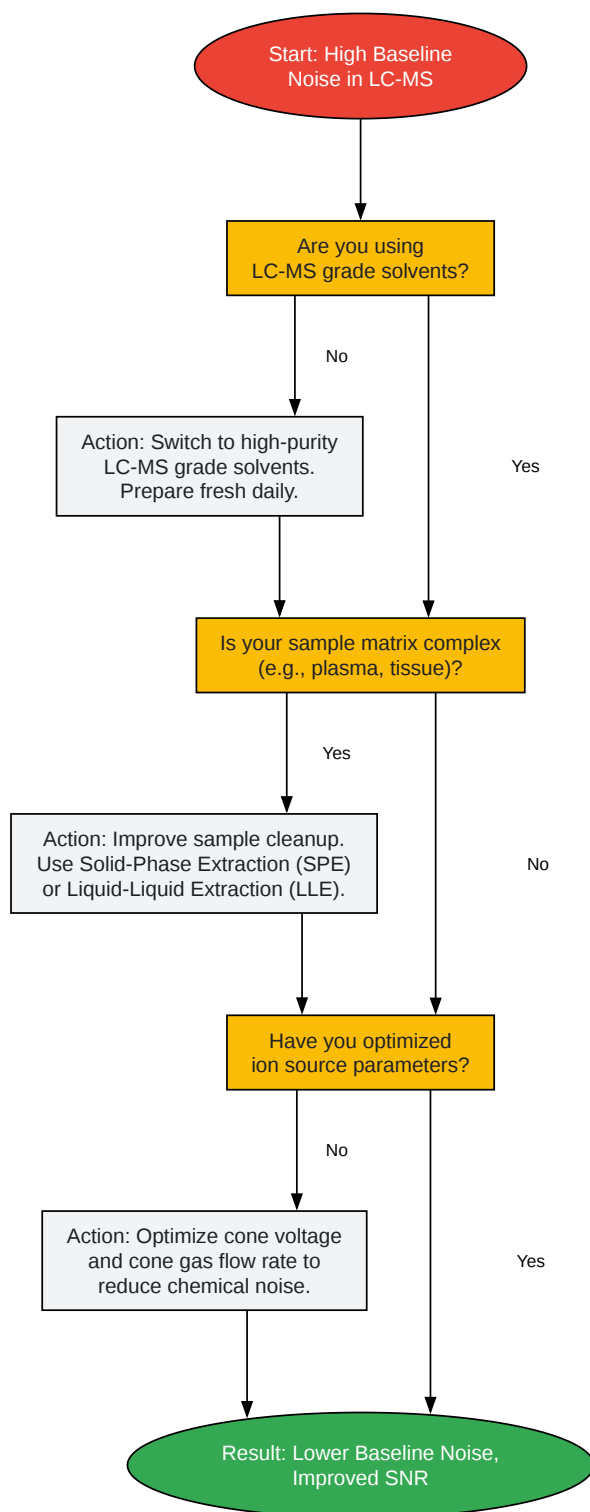 Start: High Baseline
Noise in LC-MS
Are you using
LC-MS grade solvents?
No
Action: Switch to high-purity
LC-MS grade solvents.
Prepare fresh daily.
Yes
Is your sample matrix complex
(e.g., plasma, tissue)?
Yes
Action: Improve sample cleanup.
Use Solid-Phase Extraction (SPE)
or Liquid-Liquid Extraction (LLE).
No
Have you optimized
ion source parameters?
No
Action: Optimize cone voltage
and cone gas flow rate to
reduce chemical noise.
Yes
Result: Lower Baseline Noise,
Improved SNR